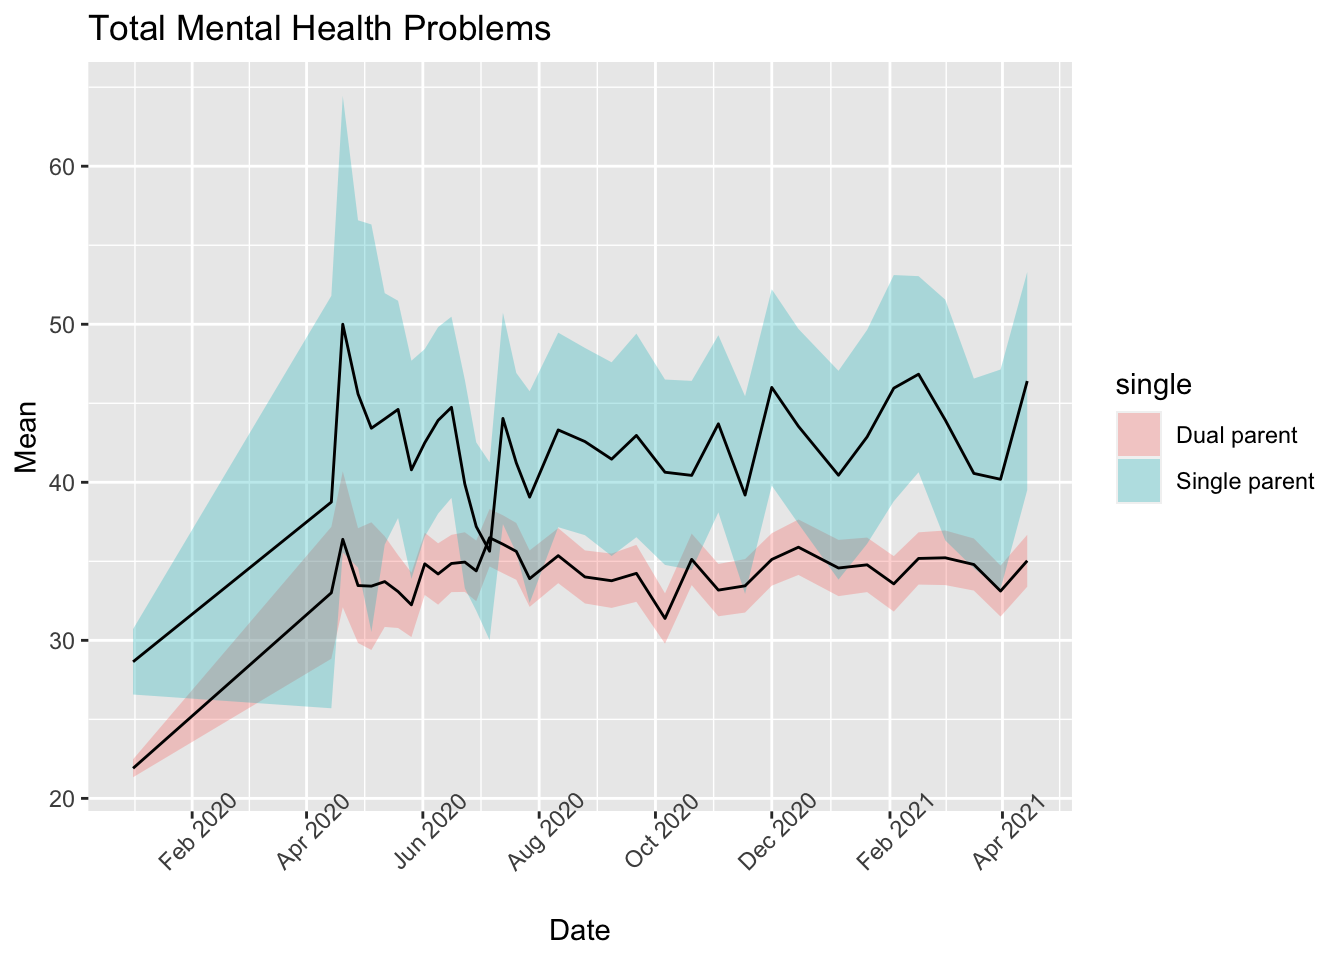 Total Mental Health Problems
60
50
40
30
20
Mean
Feb 2020
Apr 2020
Jun 2020
Aug 2020
Oct 2020
Dec 2020
Feb 2021
Apr 2021
Date
single
Dual parent
Single parent